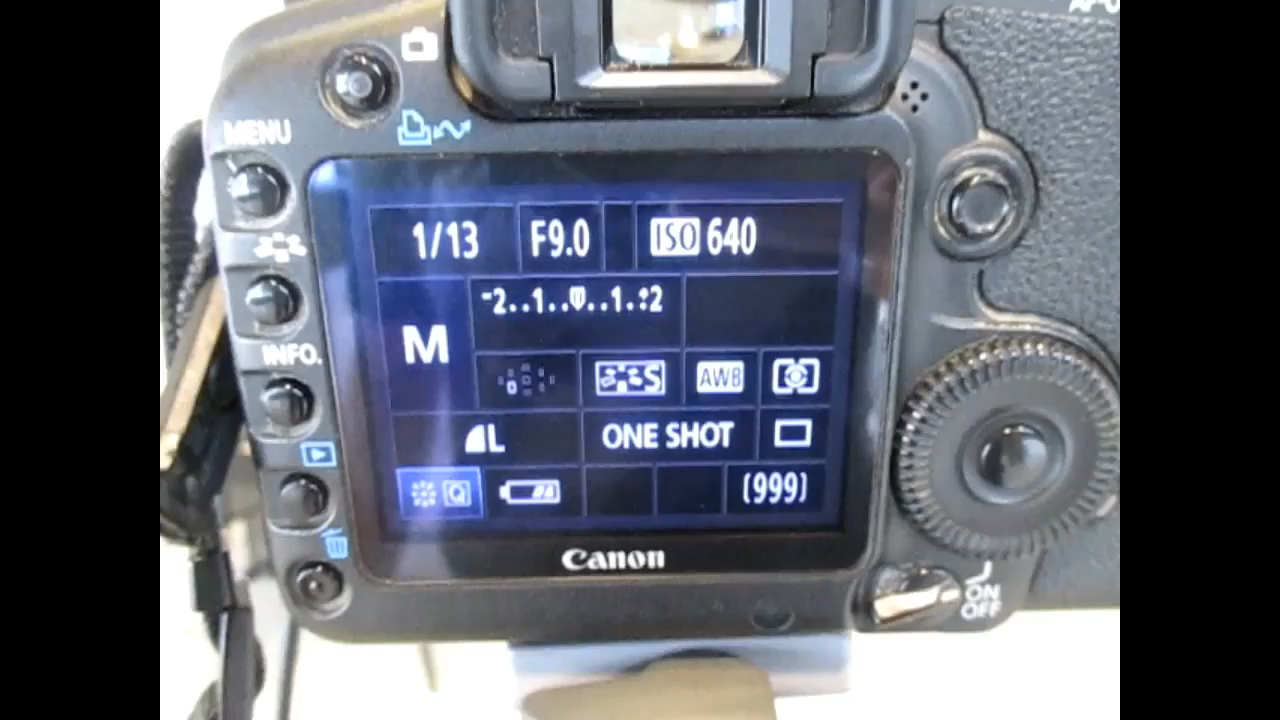 AF-O
MENU
1/13 F9.0 ISO 640
-2..1..0..1.:2
INFO.
M
S AWB
L ONE SHOT
Q (999)
Canon
ON
OFF